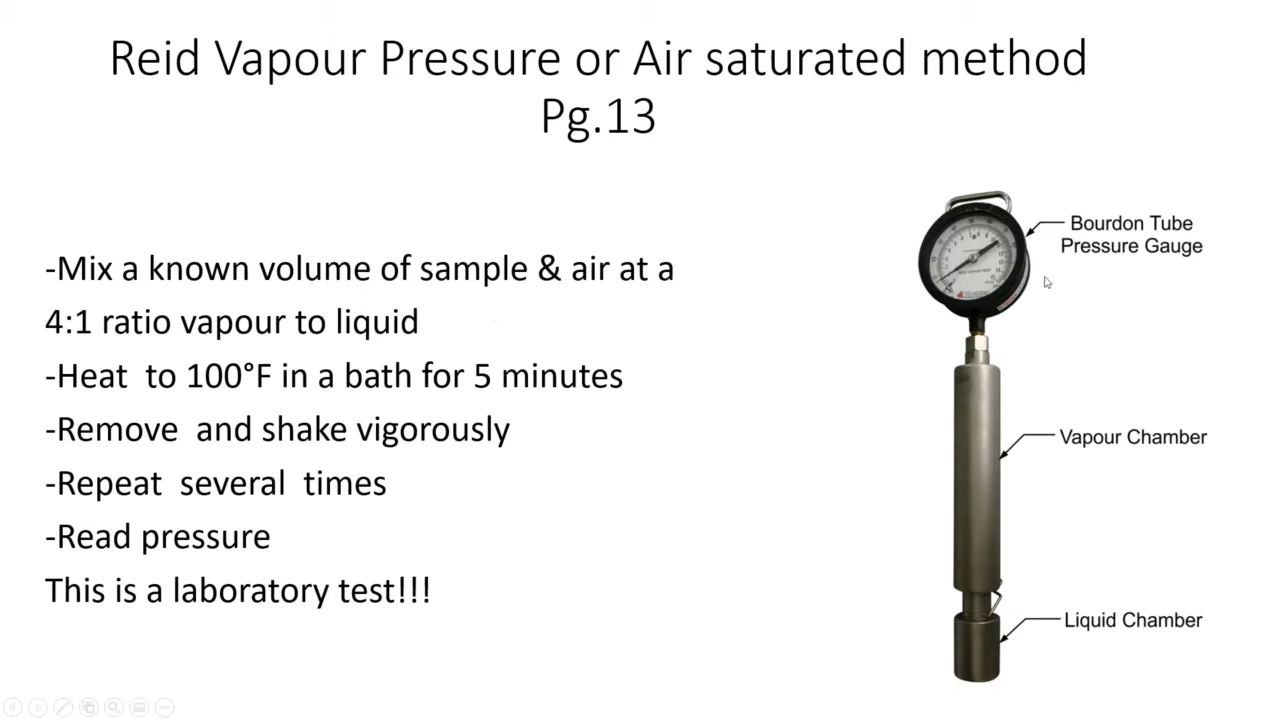 Reid Vapour Pressure or Air saturated method
Pg.13
-Mix a known volume of sample & air at a
4:1 ratio vapour to liquid
-Heat to 100°F in a bath for 5 minutes
-Remove and shake vigorously
-Repeat several times
-Read pressure
This is a laboratory test!!!
Bourdon Tube
Pressure Gauge
Vapour Chamber
Liquid Chamber